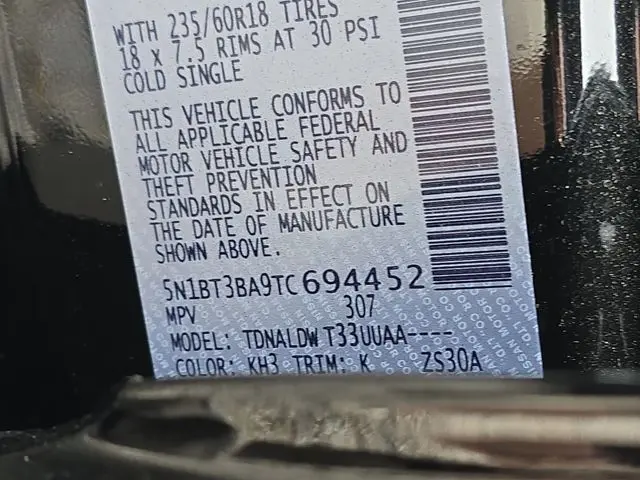 WITH 235/60R18 TIRES
18 x 7.5 RIMS AT 30 PSI
COLD SINGLE
THIS VEHICLE CONFORMS TO
ALL APPLICABLE FEDERAL
MOTOR VEHICLE SAFETY AND
THEFT PREVENTION
STANDARDS IN EFFECT ON
THE DATE OF MANUFACTURE
SHOWN ABOVE.
5N1BT3BA9TC694452
MPV 307
MODEL: TDNALDW T33UUAA----
COLOR: KH3 TRIM: K ZS30A